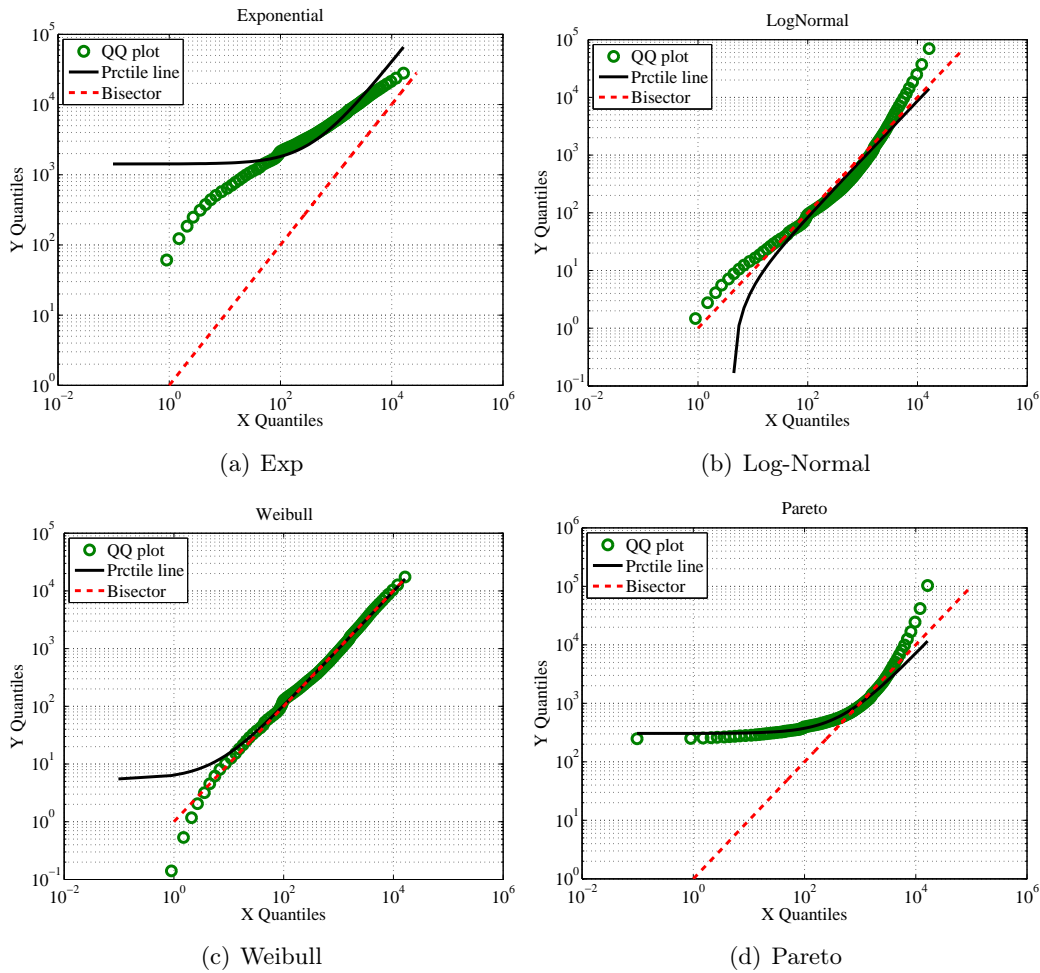 Exponential
10^5
10^4
10^3
10^2
10^1
10^0
Y Quantiles
QQ plot
Prctile line
Bisector
10^−2
10^0
10^2
10^4
10^6
X Quantiles
(a) Exp
LogNormal
10^5
10^4
10^3
10^2
10^1
10^0
10^−1
Y Quantiles
QQ plot
Prctile line
Bisector
10^−2
10^0
10^2
10^4
10^6
X Quantiles
(b) Log-Normal
Weibull
10^5
10^4
10^3
10^2
10^1
10^0
10^−1
Y Quantiles
QQ plot
Prctile line
Bisector
10^−2
10^0
10^2
10^4
10^6
X Quantiles
(c) Weibull
Pareto
10^6
10^5
10^4
10^3
10^2
10^1
10^0
Y Quantiles
QQ plot
Prctile line
Bisector
10^−2
10^0
10^2
10^4
10^6
X Quantiles
(d) Pareto